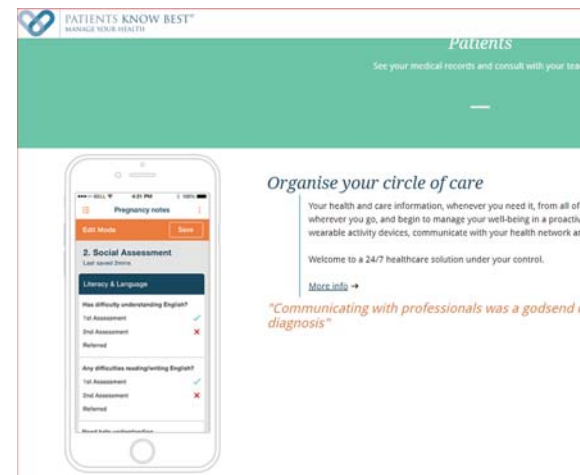 PATIENTS KNOW BEST®
MANAGE YOUR HEALTH
Patients
See your medical records and consult with your tea
BELL 4:21 PM 100%
Pregnancy notes
Edit Mode
Save
2. Social Assessment
Last saved 2mins
Literacy & Language
Has difficulty understanding English?
1st Assessment
2nd Assessment
Referred
Any difficulties reading/writing English?
1st Assessment
2nd Assessment
Referred
Need help understanding
Organise your circle of care
Your health and care information, whenever you need it, from all of
wherever you go, and begin to manage your well-being in a proactiv
wearable activity devices, communicate with your health network a
Welcome to a 24/7 healthcare solution under your control.
More info →
"Communicating with professionals was a godsend
diagnosis"